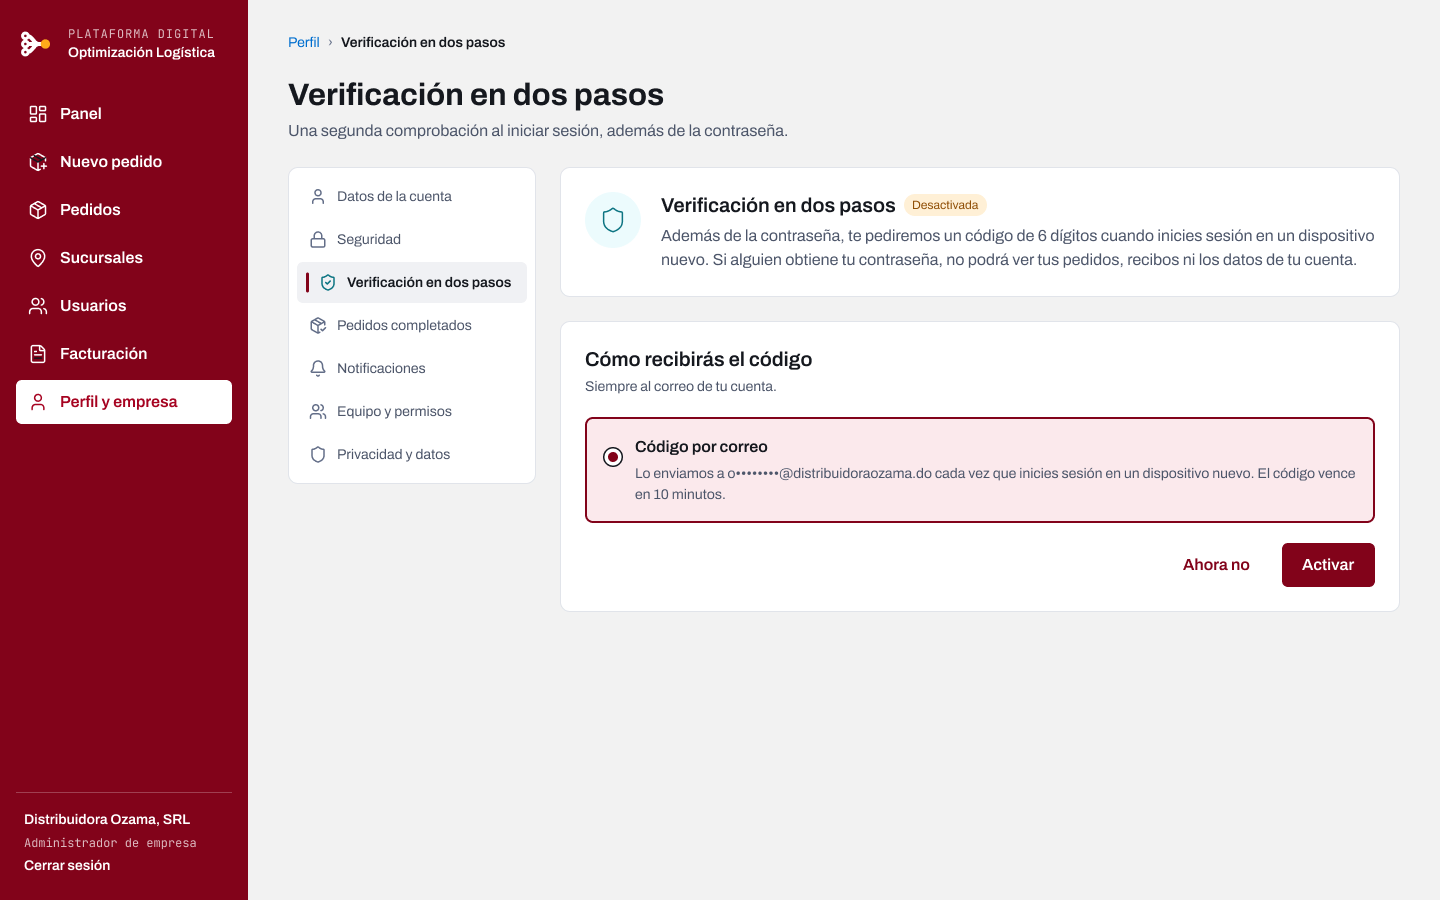 PLATAFORMA DIGITAL
Optimización Logística
Panel
Nuevo pedido
Pedidos
Sucursales
Usuarios
Facturación
Perfil y empresa
Distribuidora Ozama, SRL
Administrador de empresa
Cerrar sesión
Perfil › Verificación en dos pasos
Verificación en dos pasos
Una segunda comprobación al iniciar sesión, además de la contraseña.
Datos de la cuenta
Seguridad
Verificación en dos pasos
Pedidos completados
Notificaciones
Equipo y permisos
Privacidad y datos
Verificación en dos pasos Desactivada
Además de la contraseña, te pediremos un código de 6 dígitos cuando inicies sesión en un dispositivo
nuevo. Si alguien obtiene tu contraseña, no podrá ver tus pedidos, recibos ni los datos de tu cuenta.
Cómo recibirás el código
Siempre al correo de tu cuenta.
Código por correo
Lo enviamos a o••••••••@distribuidoraozama.do cada vez que inicies sesión en un dispositivo nuevo. El código vence
en 10 minutos.
Ahora no Activar